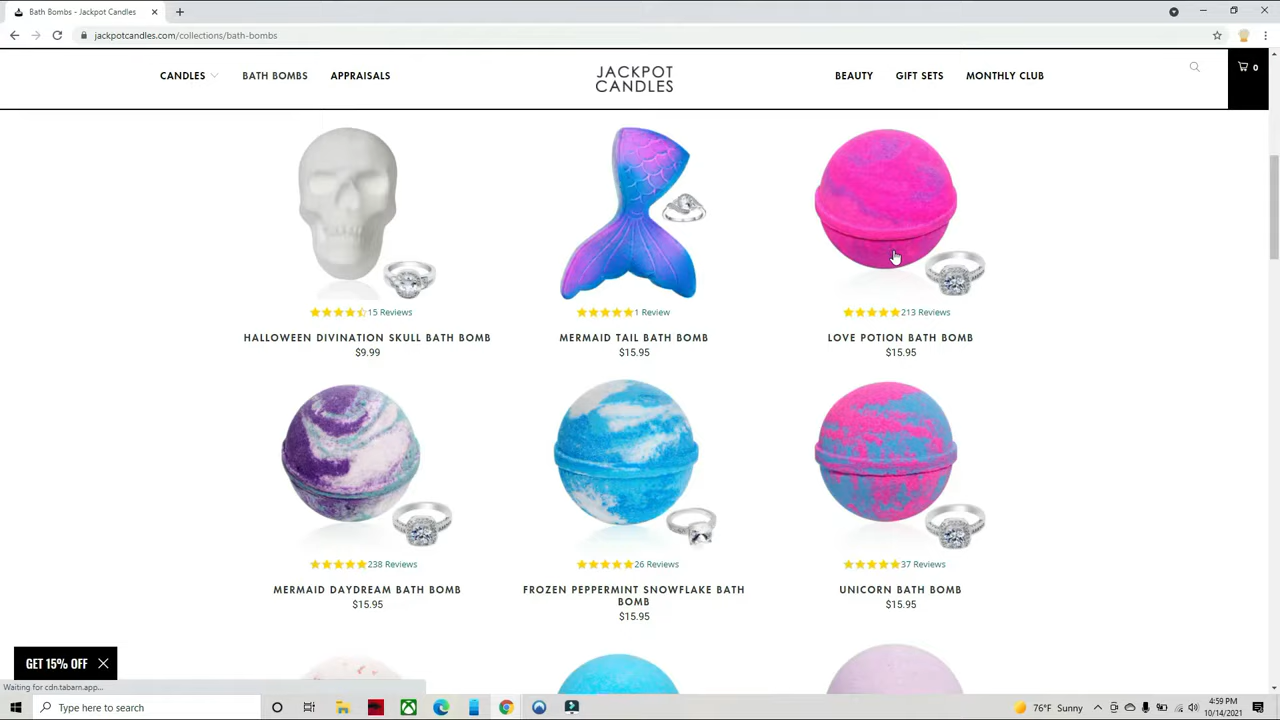 Bath Bombs - Jackpot Candles
jackpotcandles.com/collections/bath-bombs
CANDLES BATH BOMBS APPRAISALS JACKPOT CANDLES BEAUTY GIFT SETS MONTHLY CLUB 0
15 Reviews 1 Review 213 Reviews
HALLOWEEN DIVINATION SKULL BATH BOMB MERMAID TAIL BATH BOMB LOVE POTION BATH BOMB
$9.99 $15.95 $15.95
238 Reviews 26 Reviews 37 Reviews
MERMAID DAYDREAM BATH BOMB FROZEN PEPPERMINT SNOWFLAKE BATH BOMB UNICORN BATH BOMB
$15.95 $15.95 $15.95
GET 15% OFF
Waiting for cdn.tabarn.app...
Type here to search 76°F Sunny 4:59 PM
10/14/2021